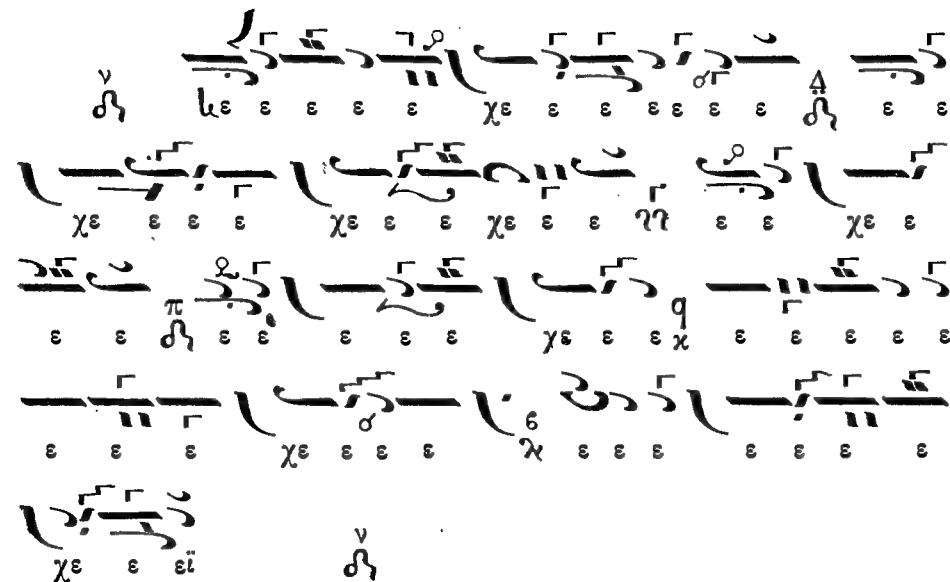 ν ε ε ε ε χε ε ε ε ε ε ε Δ ε ε
χε ε ε ε χε ε ε χε ε ε Γ ε ε χε ε
ε ε π ε ε ε ε ε χε ε ε q ε ε ε ε ε
ε ε ε χε ε ε ε ε ε ε ε ε ε ε
χε ε εϊ ν